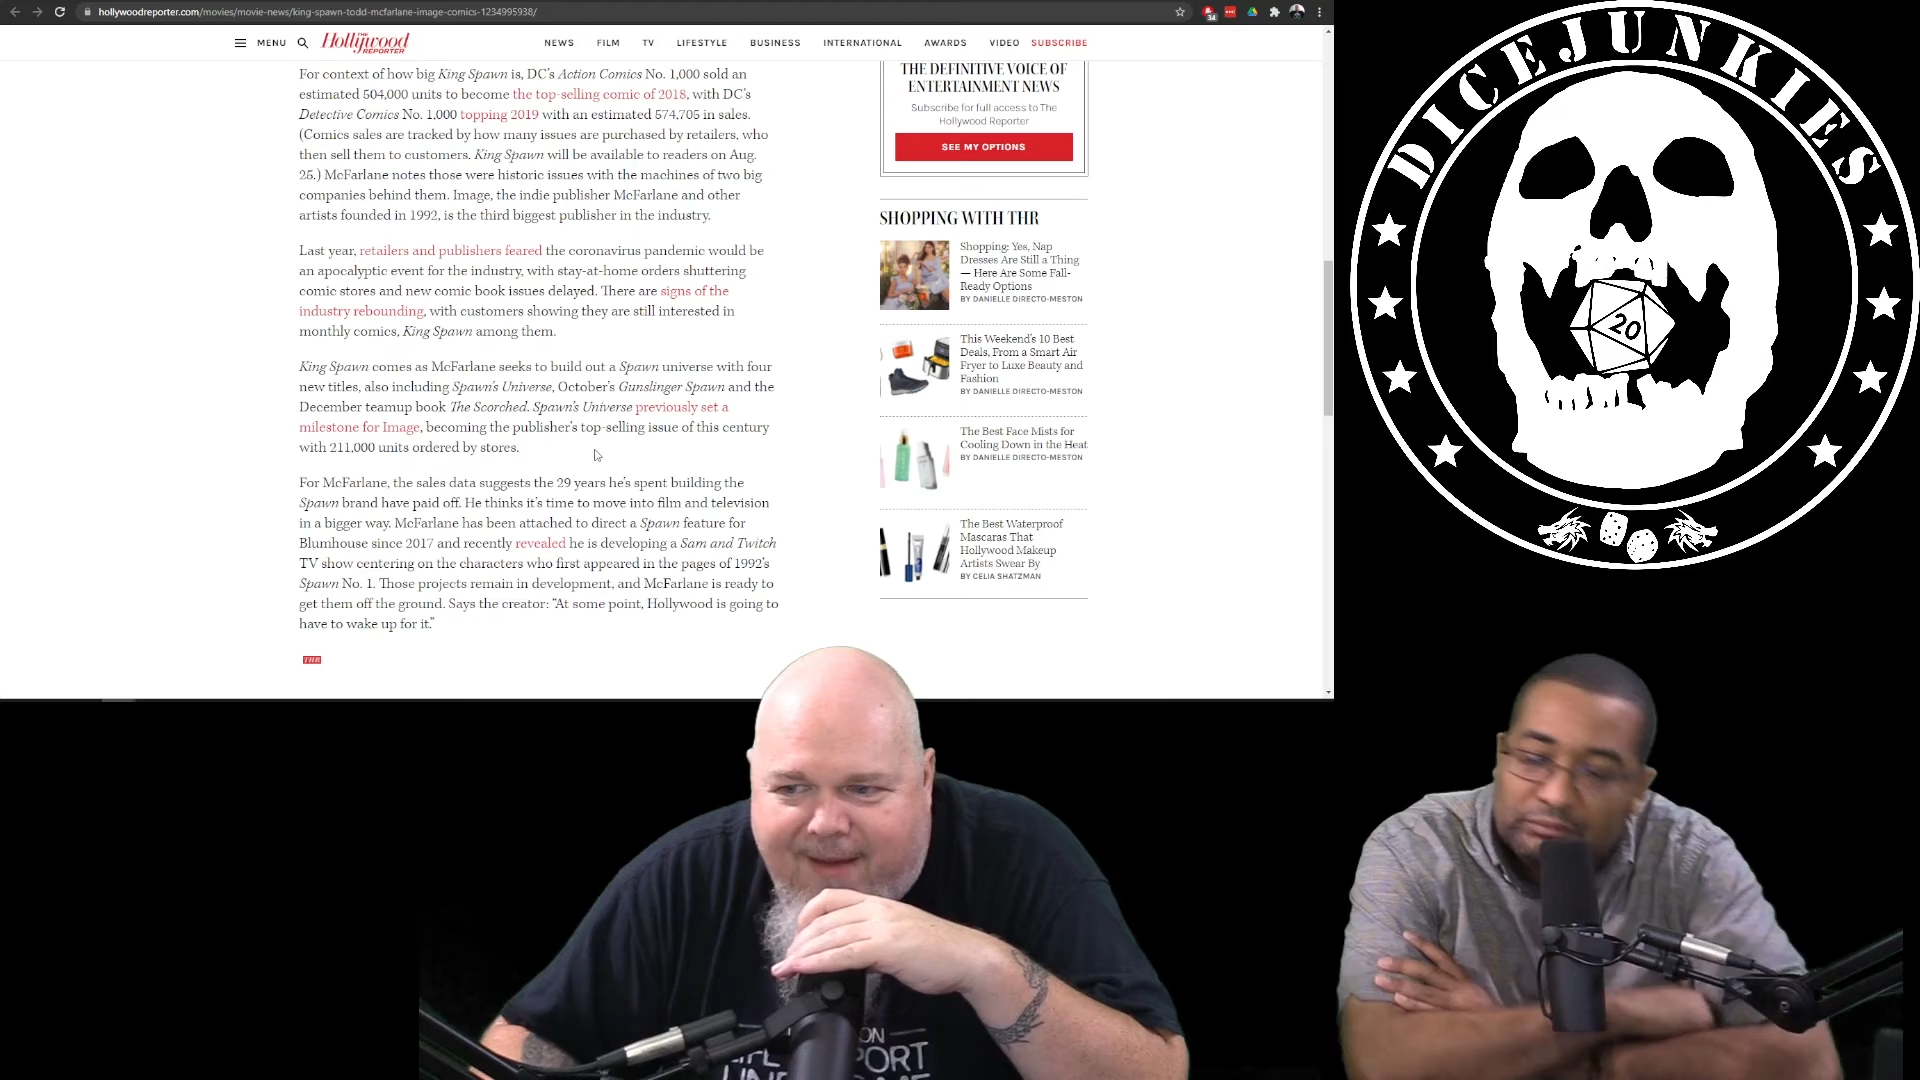 hollywoodreporter.com/movies/movie-news/king-spawn-todd-mcfarlane-image-comics-1234995938/
34
MENU
THE Hollywood REPORTER
NEWS FILM TV LIFESTYLE BUSINESS INTERNATIONAL AWARDS VIDEO SUBSCRIBE
For context of how big King Spawn is, DC's Action Comics No. 1,000 sold an
estimated 504,000 units to become the top-selling comic of 2018, with DC's
Detective Comics No. 1,000 topping 2019 with an estimated 574,705 in sales.
(Comics sales are tracked by how many issues are purchased by retailers, who
then sell them to customers. King Spawn will be available to readers on Aug.
25.) McFarlane notes those were historic issues with the machines of two big
companies behind them. Image, the indie publisher McFarlane and other
artists founded in 1992, is the third biggest publisher in the industry.
Last year, retailers and publishers feared the coronavirus pandemic would be
an apocalyptic event for the industry, with stay-at-home orders shuttering
comic stores and new comic book issues delayed. There are signs of the
industry rebounding, with customers showing they are still interested in
monthly comics, King Spawn among them.
King Spawn comes as McFarlane seeks to build out a Spawn universe with four
new titles, also including Spawn's Universe, October's Gunslinger Spawn and the
December teamup book The Scorched. Spawn's Universe previously set a
milestone for Image, becoming the publisher's top-selling issue of this century
with 211,000 units ordered by stores.
For McFarlane, the sales data suggests the 29 years he's spent building the
Spawn brand have paid off. He thinks it's time to move into film and television
in a bigger way. McFarlane has been attached to direct a Spawn feature for
Blumhouse since 2017 and recently revealed he is developing a Sam and Twitch
TV show centering on the characters who first appeared in the pages of 1992's
Spawn No. 1. Those projects remain in development, and McFarlane is ready to
get them off the ground. Says the creator: “At some point, Hollywood is going to
have to wake up for it.”
THR
THE DEFINITIVE VOICE OF
ENTERTAINMENT NEWS
Subscribe for full access to The
Hollywood Reporter
SEE MY OPTIONS
SHOPPING WITH THR
Shopping: Yes, Nap
Dresses Are Still a Thing
— Here Are Some Fall-
Ready Options
BY DANIELLE DIRECTO-MESTON
This Weekend's 10 Best
Deals, From a Smart Air
Fryer to Luxe Beauty and
Fashion
BY DANIELLE DIRECTO-MESTON
The Best Face Mists for
Cooling Down in the Heat
BY DANIELLE DIRECTO-MESTON
The Best Waterproof
Mascaras That
Hollywood Makeup
Artists Swear By
BY CELIA SHATZMAN
DICEJUNKIES
20